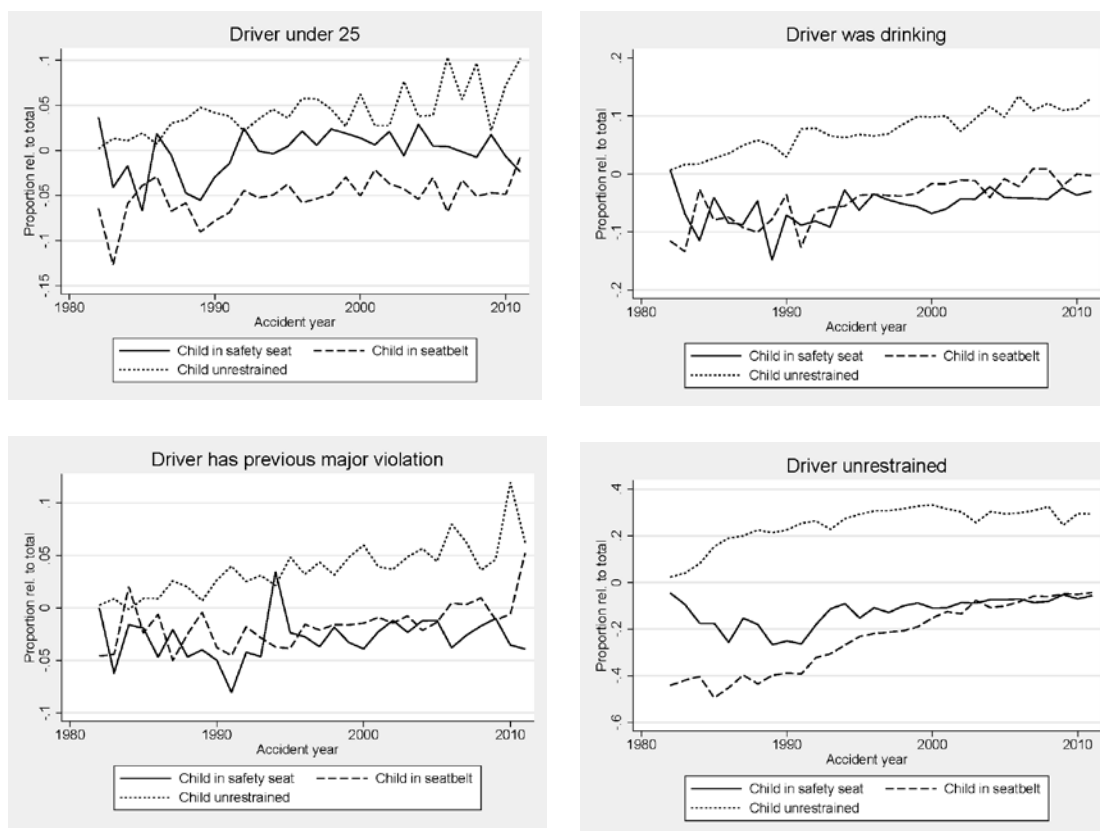 Driver under 25
Proportion rel. to total
.1
.05
0
-.05
-.1
-.15
1980 1990 2000 2010
Accident year
Child in safety seat Child in seatbelt
Child unrestrained
Driver was drinking
Proportion rel. to total
.2
.1
0
-.1
-.2
1980 1990 2000 2010
Accident year
Child in safety seat Child in seatbelt
Child unrestrained
Driver has previous major violation
Proportion rel. to total
.1
.05
0
-.05
-.1
1980 1990 2000 2010
Accident year
Child in safety seat Child in seatbelt
Child unrestrained
Driver unrestrained
Proportion rel. to total
.4
.2
0
-.2
-.4
-.6
1980 1990 2000 2010
Accident year
Child in safety seat Child in seatbelt
Child unrestrained